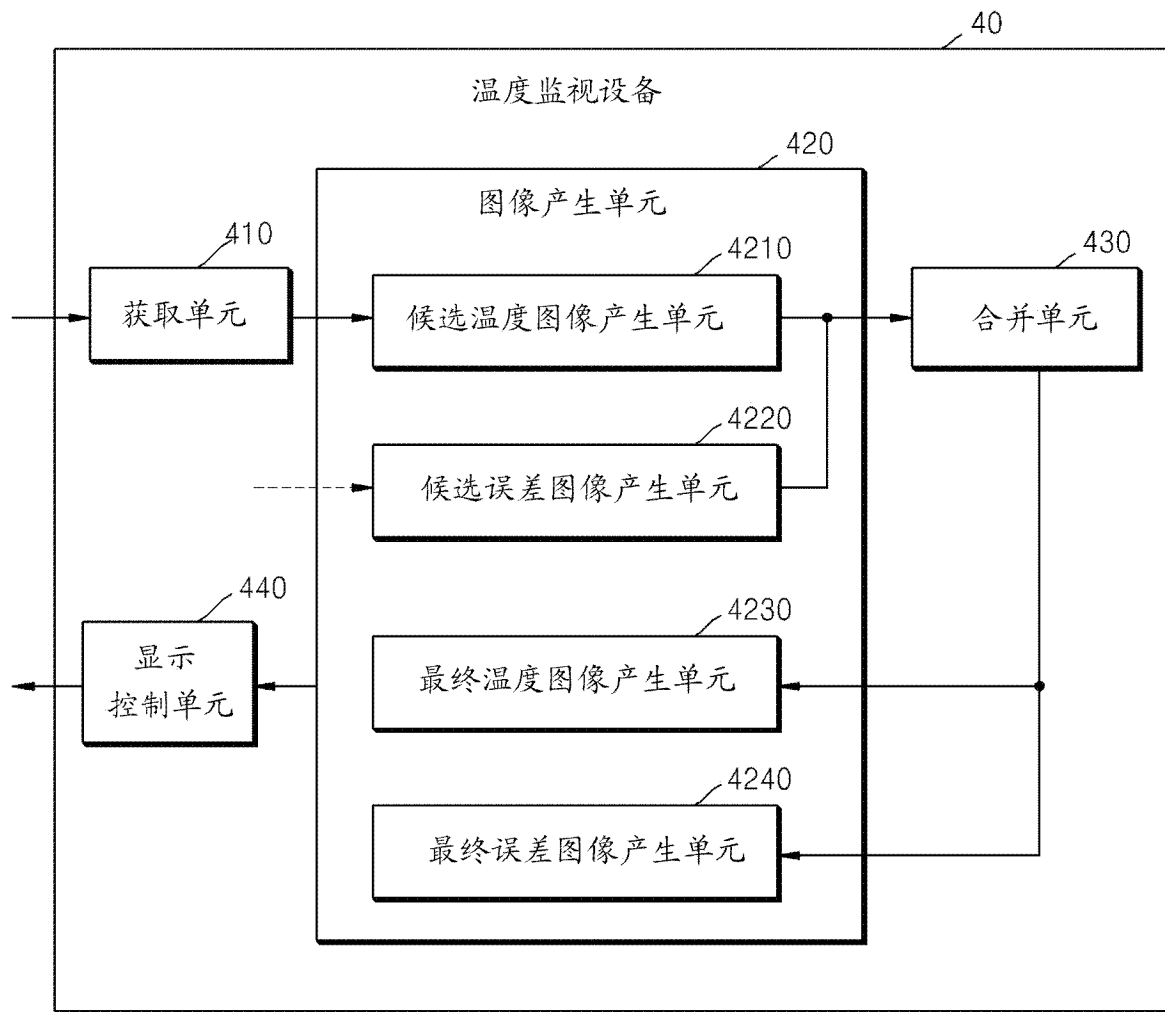 40
温度监视设备
420
图像产生单元
410
获取单元
4210
候选温度图像产生单元
430
合并单元
4220
候选误差图像产生单元
440
显示
控制单元
4230
最终温度图像产生单元
4240
最终误差图像产生单元